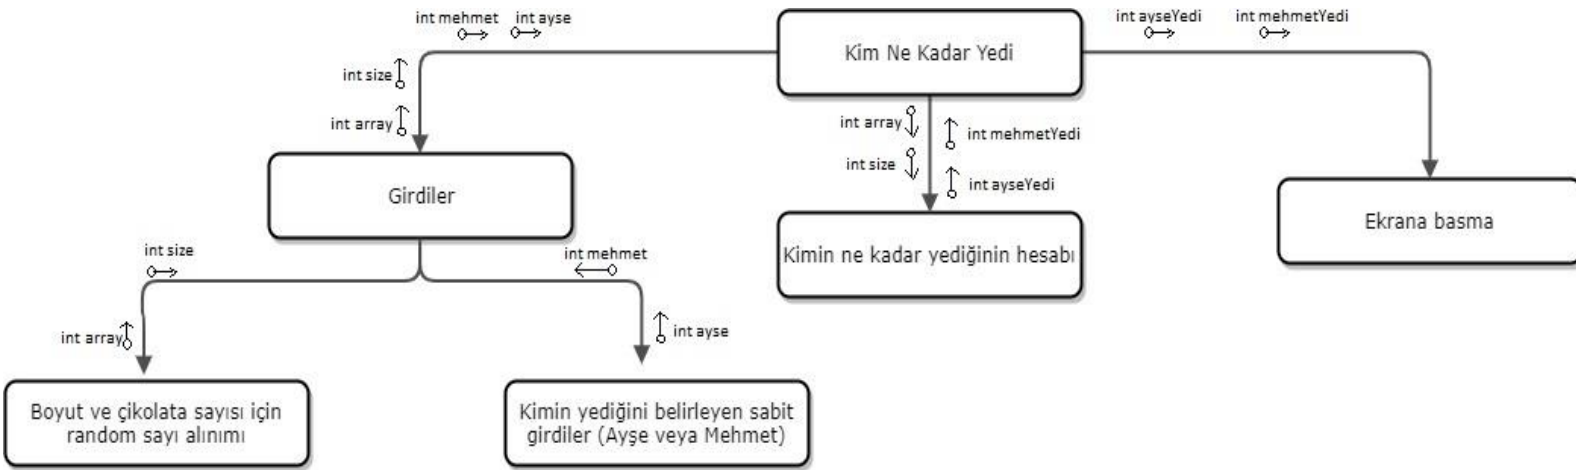 int mehmet
int ayse
int ayseYedi
int mehmetYedi
Kim Ne Kadar Yedi
int size
int array
int array
int mehmetYedi
int size
int ayseYedi
Girdiler
Kimin ne kadar yediğinin hesabı
Ekrana basma
int size
int mehmet
int array
int ayse
Boyut ve çikolata sayısı için
random sayı alınımı
Kimin yediğini belirleyen sabit
girdiler (Ayşe veya Mehmet)